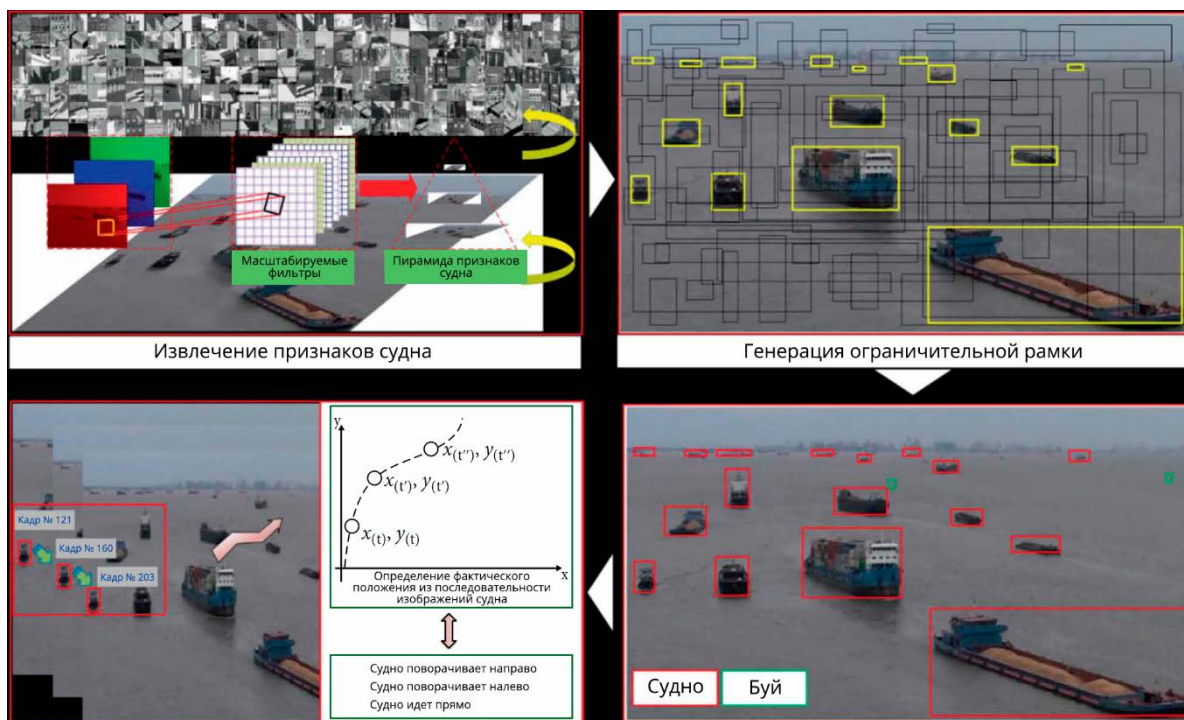 Масштабируемые
фильтры
Пирамида признаков
судна
Извлечение признаков судна
Генерация ограничительной рамки
Кадр № 121
Кадр № 160
Кадр № 203
y
x(t''), y(t'')
x(t'), y(t')
x(t), y(t)
x
Определение фактического
положения из последовательности
изображений судна
Судно поворачивает направо
Судно поворачивает налево
Судно идет прямо
Судно
Буй